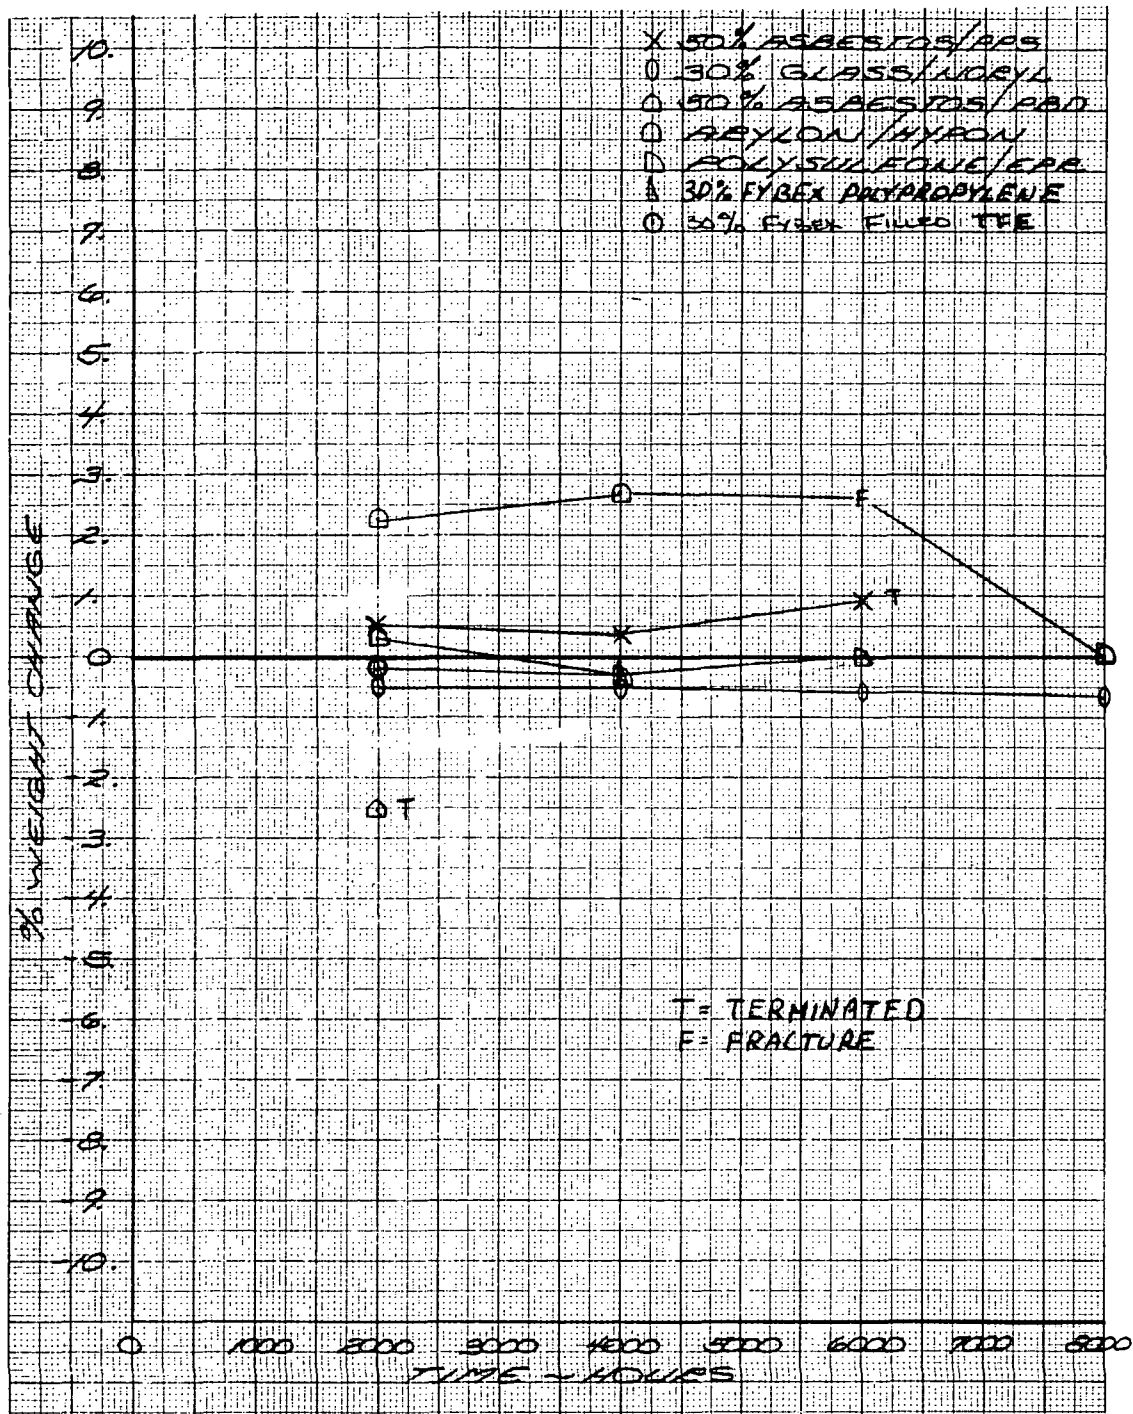 X 50% ASBESTOS/PPS
30% GLASS/NORYL
50% ASBESTOS/PBD
ARYLON/HYPON
POLYSULFONE/EPR
30% FYBEX POLYPROPYLENE
30% FYBEX FILLED TFE
10.
9.
8.
7.
6.
5.
4.
3.
2.
1.
0
-1.
-2.
-3.
-4.
-5.
-6.
-7.
-8.
-9.
-10.
% WEIGHT CHANGE
F
T
T
T = TERMINATED
F = FRACTURE
0 1000 2000 3000 4000 5000 6000 7000 8000
TIME ~ HOURS